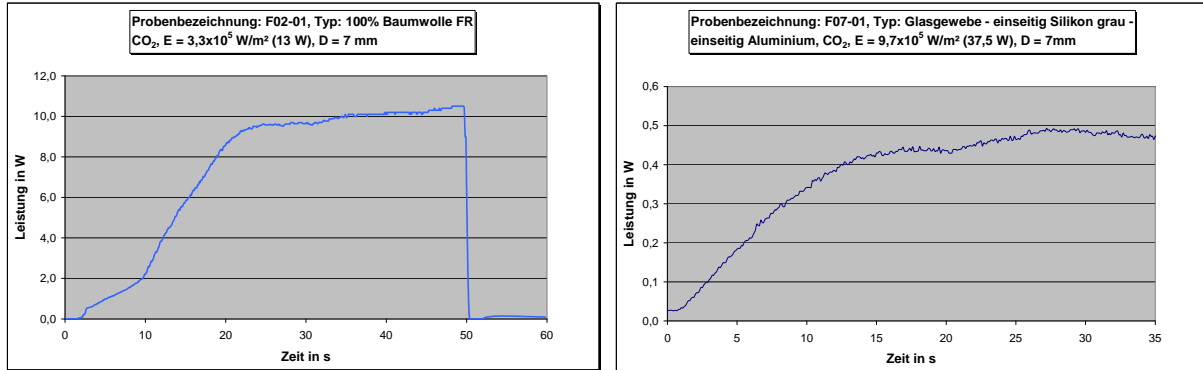 Probenbezeichnung: F02-01, Typ: 100% Baumwolle FR
CO₂, E = 3,3x10⁵ W/m² (13 W), D = 7 mm
12,0
10,0
8,0
6,0
4,0
2,0
0,0
Leistung in W
0 10 20 30 40 50 60
Zeit in s
Probenbezeichnung: F07-01, Typ: Glasgewebe - einseitig Silikon grau -
einseitig Aluminium, CO₂, E = 9,7x10⁵ W/m² (37,5 W), D = 7mm
0,6
0,5
0,4
0,3
0,2
0,1
0,0
Leistung in W
0 5 10 15 20 25 30 35
Zeit in s